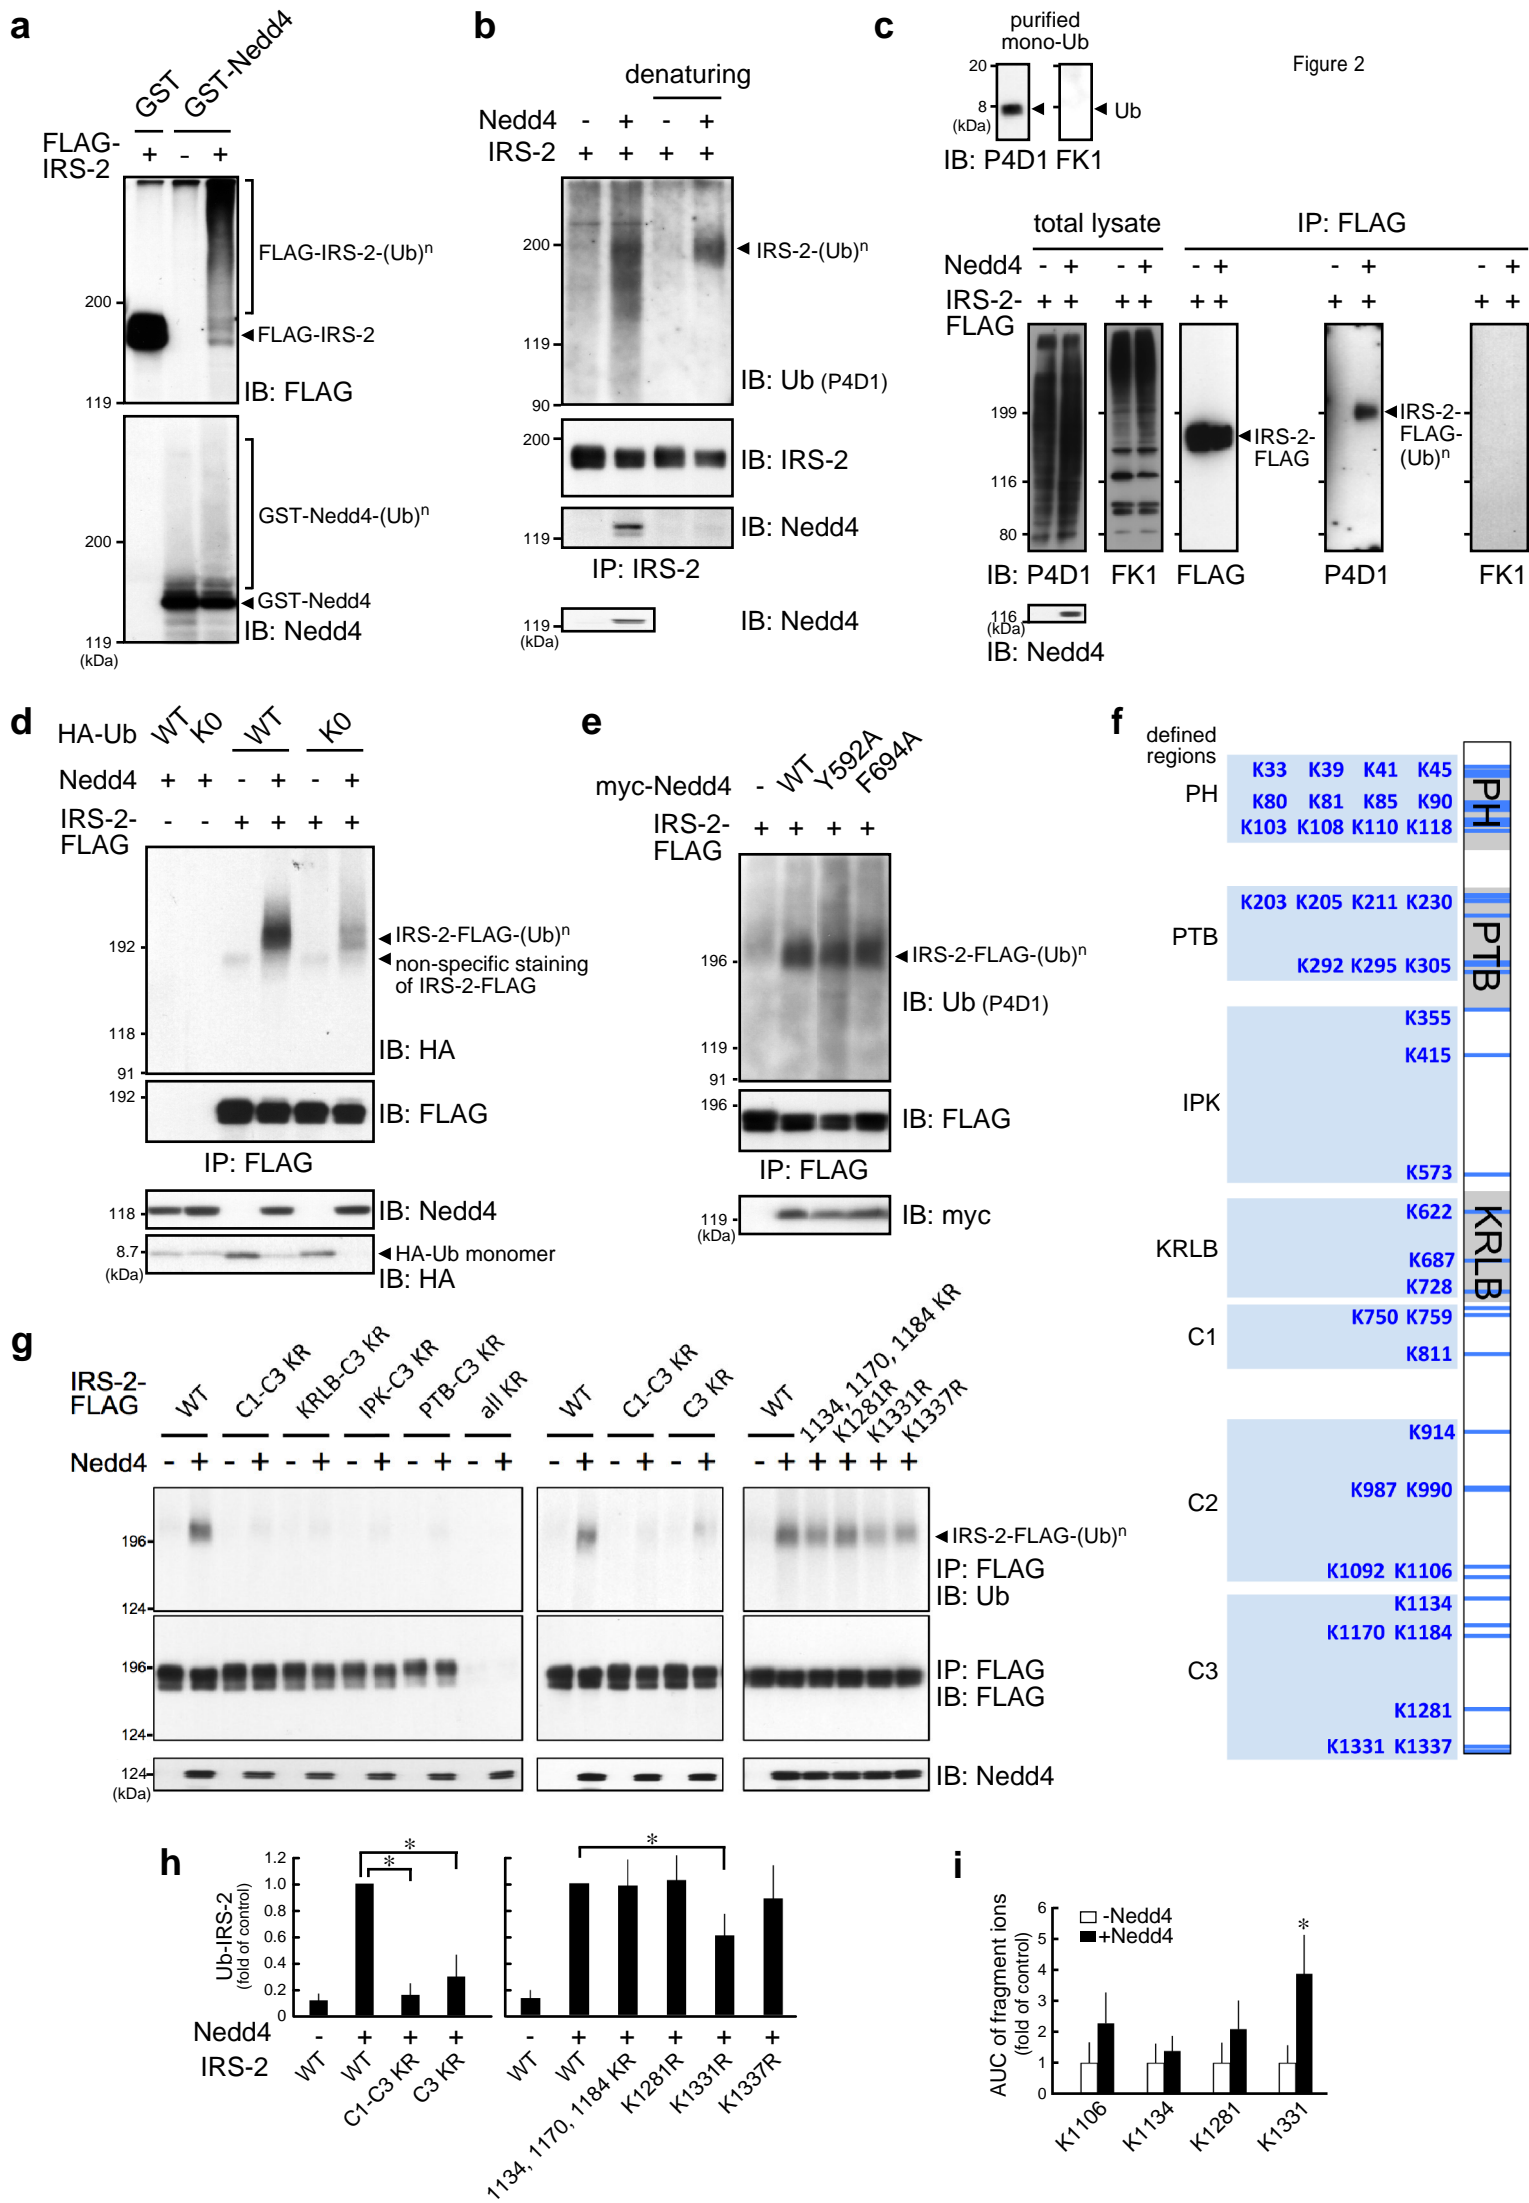 Figure 2
a
GST
GST-Nedd4
FLAG-IRS-2
+ - +
FLAG-IRS-2-(Ub)n
200
FLAG-IRS-2
IB: FLAG
119
GST-Nedd4-(Ub)n
200
GST-Nedd4
IB: Nedd4
119
(kDa)
b
denaturing
Nedd4 - + - +
IRS-2 + + + +
200
IRS-2-(Ub)n
119
IB: Ub (P4D1)
90
200
IB: IRS-2
119
IB: Nedd4
IP: IRS-2
119
(kDa)
IB: Nedd4
c
purified
mono-Ub
20
8
(kDa)
Ub
IB: P4D1 FK1
total lysate IP: FLAG
Nedd4 - + - + - + - + - +
IRS-2-FLAG + + + + + + + + + +
199
116
80
IRS-2-FLAG
IRS-2-FLAG-(Ub)n
IB: P4D1 FK1 FLAG P4D1 FK1
116
(kDa)
IB: Nedd4
d
HA-Ub WT K0 WT K0
Nedd4 + + - + - +
IRS-2-FLAG - - + + + +
IRS-2-FLAG-(Ub)n
192
non-specific staining
of IRS-2-FLAG
118
IB: HA
91
192
IB: FLAG
IP: FLAG
118
IB: Nedd4
8.7
(kDa)
HA-Ub monomer
IB: HA
e
myc-Nedd4 - WT Y592A F694A
IRS-2-FLAG + + + +
196
IRS-2-FLAG-(Ub)n
IB: Ub (P4D1)
119
91
196
IB: FLAG
IP: FLAG
119
(kDa)
IB: myc
f
defined
regions
PH
K33 K39 K41 K45
K80 K81 K85 K90
K103 K108 K110 K118
PH
PTB
K203 K205 K211 K230
K292 K295 K305
PTB
IPK
K355
K415
K573
KRLB
K622
K687
K728
KRLB
C1
K750 K759
K811
C2
K914
K987 K990
K1092 K1106
C3
K1134
K1170 K1184
K1281
K1331 K1337
g
IRS-2-FLAG
WT C1-C3 KR KRLB-C3 KR IPK-C3 KR PTB-C3 KR all KR
WT C1-C3 KR C3 KR
WT 1134, 1170, 1184 KR K1281R K1331R K1337R
Nedd4 - + - + - + - + - + - + - + - + - + - + + + + +
196
IRS-2-FLAG-(Ub)n
IP: FLAG
IB: Ub
124
196
IP: FLAG
IB: FLAG
124
124
(kDa)
IB: Nedd4
h
Ub-IRS-2
(fold of control)
1.2
1.0
0.8
0.6
0.4
0.2
0
* * *
Nedd4 - + + + - + + + + +
IRS-2 WT WT C1-C3 KR C3 KR WT WT 1134, 1170, 1184 KR K1281R K1331R K1337R
i
AUC of fragment ions
(fold of control)
6
5
4
3
2
1
0
-Nedd4
+Nedd4
*
K1106 K1134 K1281 K1331